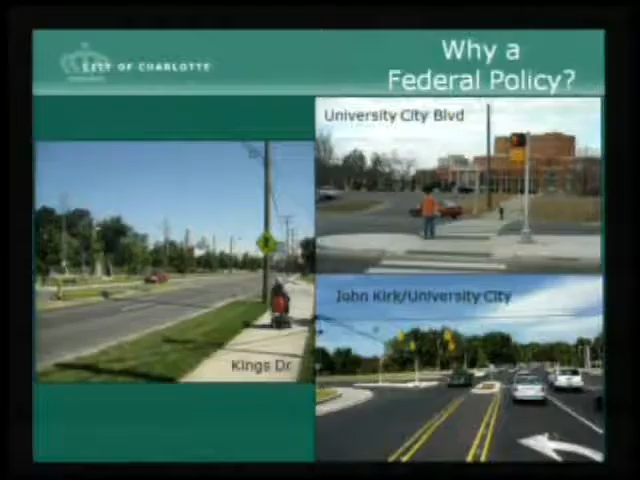 CITY OF CHARLOTTE
Why a
Federal Policy?
University City Blvd
John Kirk/University City
Kings Dr